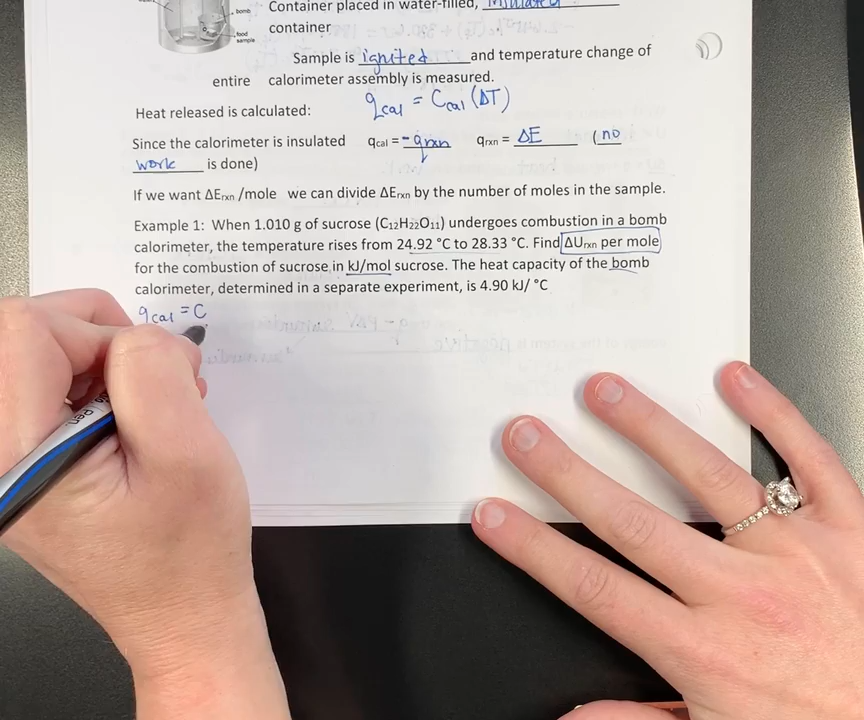 Container placed in water-filled, insulated
bomb
container
food
sample
Sample is ignited and temperature change of
entire calorimeter assembly is measured.
Heat released is calculated: qcal = Ccal (ΔT)
Since the calorimeter is insulated qcal = -qrxn qrxn = ΔE (no
work is done)
If we want ΔErxn /mole we can divide ΔErxn by the number of moles in the sample.
Example 1: When 1.010 g of sucrose (C12H22O11) undergoes combustion in a bomb
calorimeter, the temperature rises from 24.92 °C to 28.33 °C. Find ΔUrxn per mole
for the combustion of sucrose in kJ/mol sucrose. The heat capacity of the bomb
calorimeter, determined in a separate experiment, is 4.90 kJ/ °C
qcal = C
Pen.